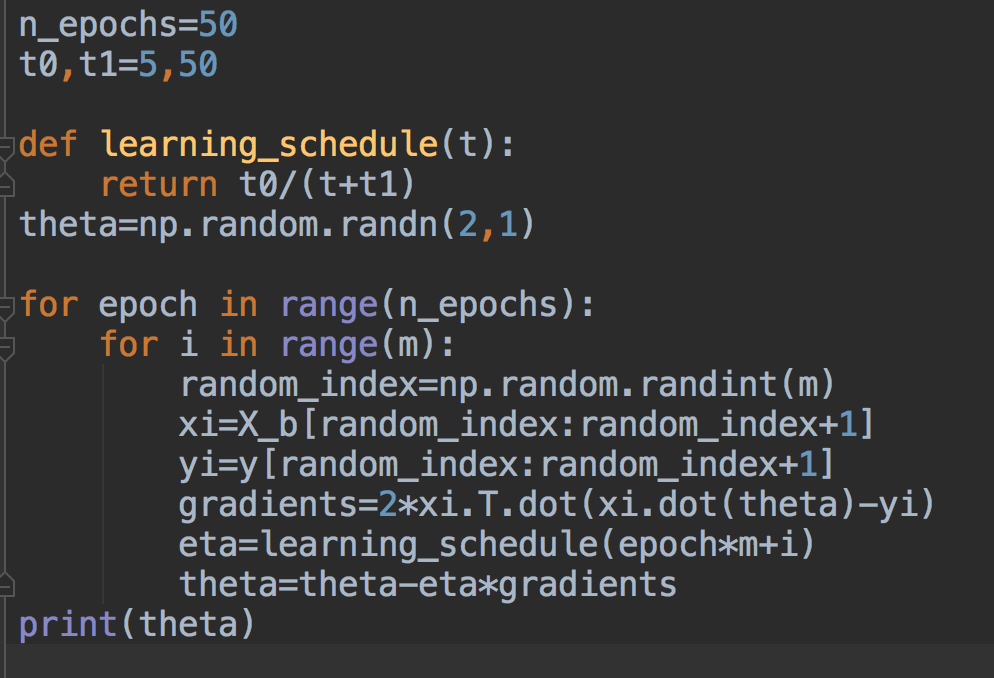 n_epochs=50
t0,t1=5,50
def learning_schedule(t):
    return t0/(t+t1)
theta=np.random.randn(2,1)
for epoch in range(n_epochs):
    for i in range(m):
        random_index=np.random.randint(m)
        xi=X_b[random_index:random_index+1]
        yi=y[random_index:random_index+1]
        gradients=2*xi.T.dot(xi.dot(theta)-yi)
        eta=learning_schedule(epoch*m+i)
        theta=theta-eta*gradients
print(theta)